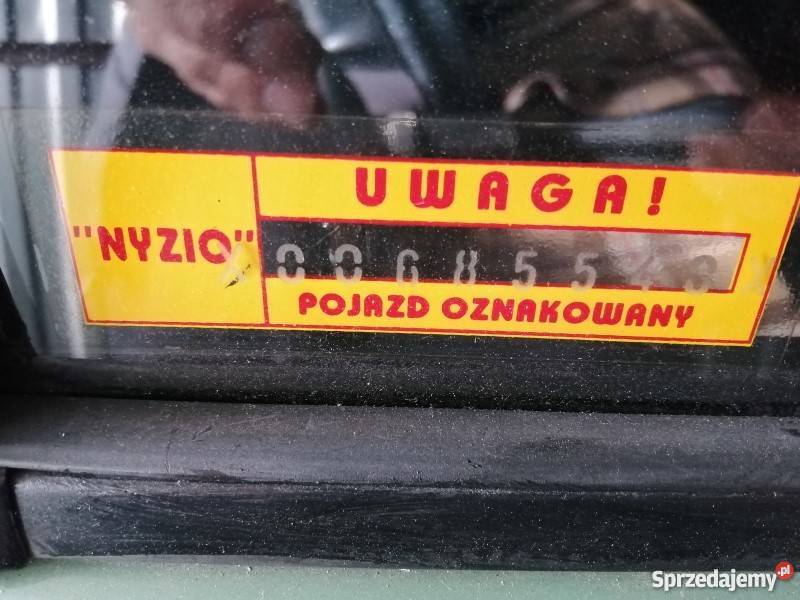 UWAGA!
"NYZIO"
POJAZD OZNAKOWANY
Sprzedajemy.pl